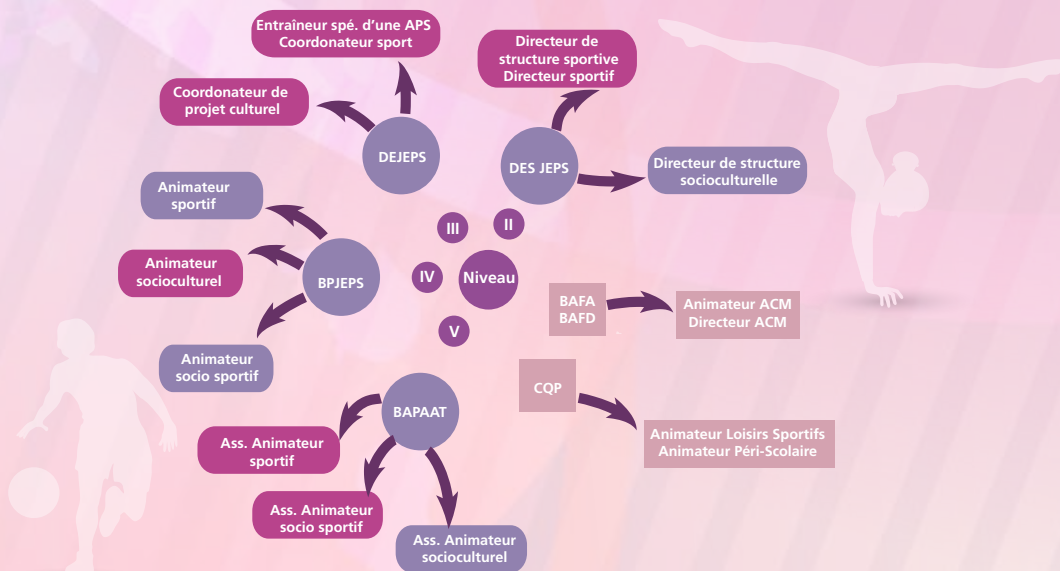 Entraîneur spé. d'une APS
Coordonateur sport
Directeur de
structure sportive
Directeur sportif
Coordonateur de
projet culturel
DEJEPS
DES JEPS
Directeur de structure
socioculturelle
Animateur
sportif
III
II
Animateur
socioculturel
BPJEPS
IV
Niveau
BAFA
BAFD
Animateur ACM
Directeur ACM
V
Animateur
socio sportif
CQP
BAPAAT
Animateur Loisirs Sportifs
Animateur Péri-Scolaire
Ass. Animateur
sportif
Ass. Animateur
socio sportif
Ass. Animateur
socioculturel